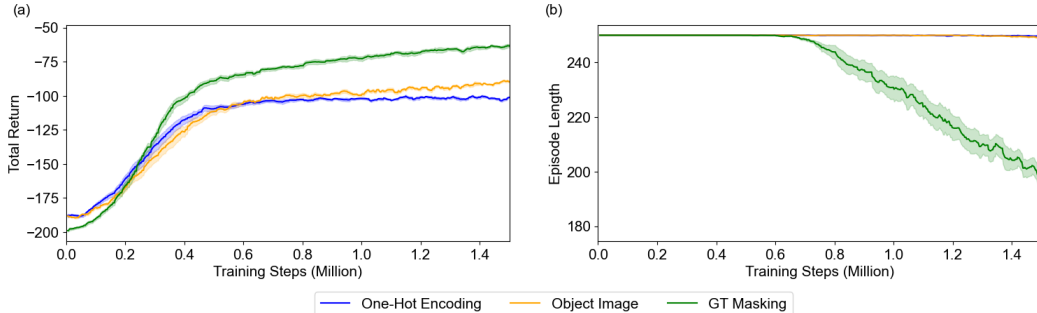 (a)
−50
−75
−100
−125
−150
−175
−200
Total Return
0.0 0.2 0.4 0.6 0.8 1.0 1.2 1.4
Training Steps (Million)
(b)
240
220
200
180
Episode Length
0.0 0.2 0.4 0.6 0.8 1.0 1.2 1.4
Training Steps (Million)
One-Hot Encoding Object Image GT Masking